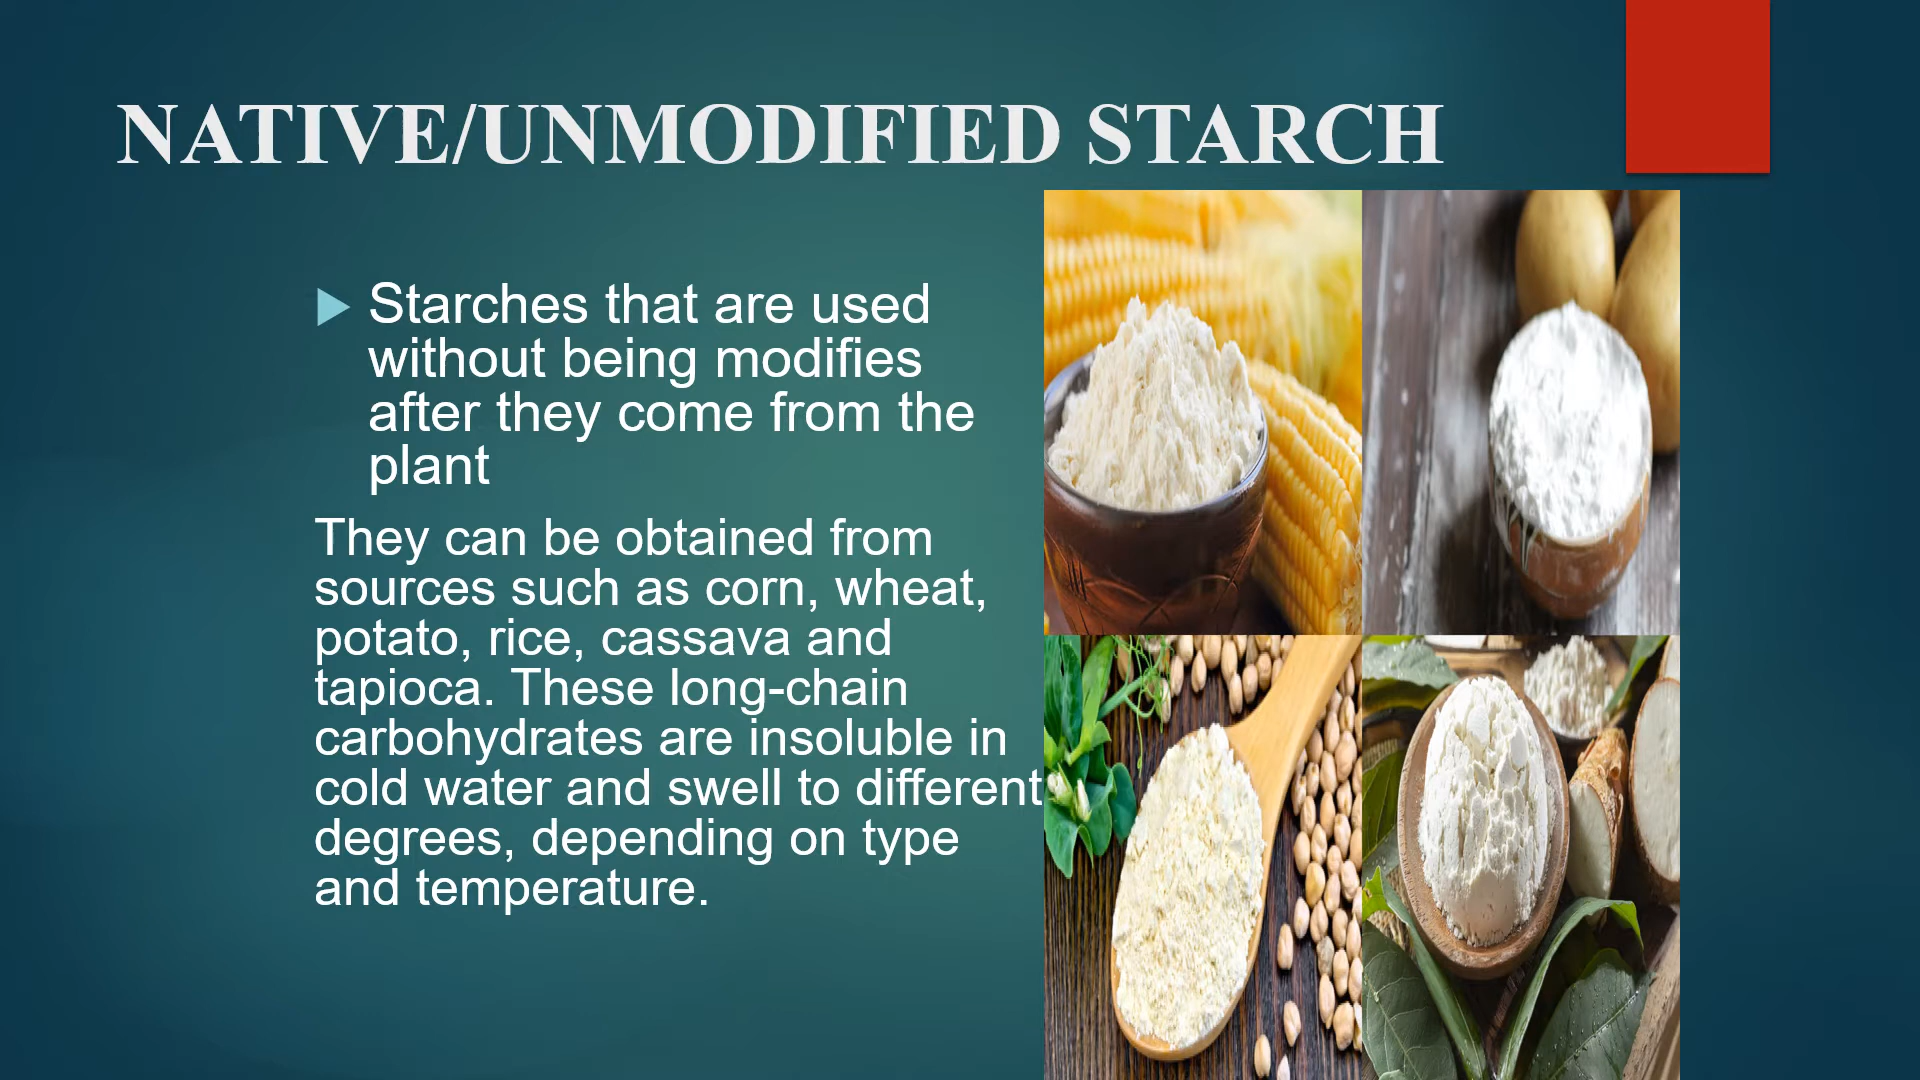 NATIVE/UNMODIFIED STARCH
Starches that are used
without being modifies
after they come from the
plant
They can be obtained from
sources such as corn, wheat,
potato, rice, cassava and
tapioca. These long-chain
carbohydrates are insoluble in
cold water and swell to different
degrees, depending on type
and temperature.